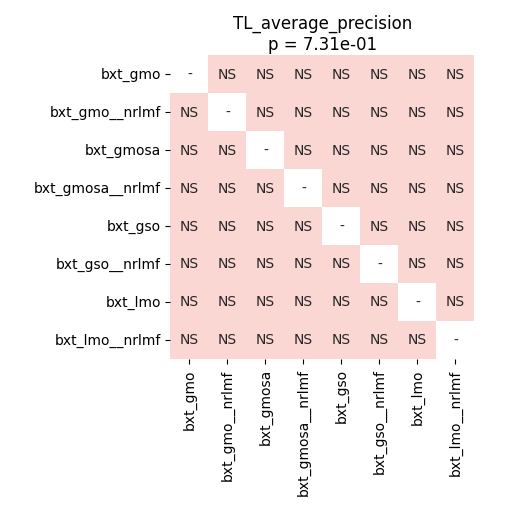 TL_average_precision
p = 7.31e-01
bxt_gmo - NS NS NS NS NS NS NS
bxt_gmo__nrlmf NS - NS NS NS NS NS NS
bxt_gmosa NS NS - NS NS NS NS NS
bxt_gmosa__nrlmf NS NS NS - NS NS NS NS
bxt_gso NS NS NS NS - NS NS NS
bxt_gso__nrlmf NS NS NS NS NS - NS NS
bxt_lmo NS NS NS NS NS NS - NS
bxt_lmo__nrlmf NS NS NS NS NS NS NS -
bxt_gmo
bxt_gmo__nrlmf
bxt_gmosa
bxt_gmosa__nrlmf
bxt_gso
bxt_gso__nrlmf
bxt_lmo
bxt_lmo__nrlmf